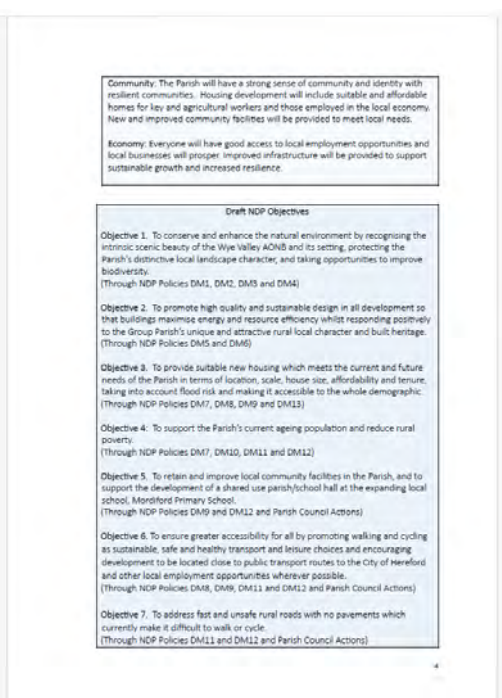 Community: The Parish will have a strong sense of community and identity with
resilient communities. Housing development will include suitable and affordable
homes for key and agricultural workers and those employed in the local economy.
New and improved community facilities will be provided to meet local needs.
Economy: Everyone will have good access to local employment opportunities and
local businesses will prosper. Improved infrastructure will be provided to support
sustainable growth and increased resilience.
Draft NDP Objectives
Objective 1. To conserve and enhance the natural environment by recognising the
intrinsic scenic beauty of the Wye Valley AONB and its setting, protecting the
Parish's distinctive local landscape character, and taking opportunities to improve
biodiversity.
(Through NDP Policies DM1, DM2, DM3 and DM4)
Objective 2. To promote high quality and sustainable design in all development so
that buildings maximise energy and resource efficiency whilst responding positively
to the Group Parish's unique and attractive rural local character and built heritage.
(Through NDP Policies DM5 and DM6)
Objective 3. To provide suitable new housing which meets the current and future
needs of the Parish in terms of location, scale, house size, affordability and tenure,
taking into account flood risk and making it accessible to the whole demographic.
(Through NDP Policies DM7, DM8, DM9 and DM13)
Objective 4: To support the Parish's current ageing population and reduce rural
poverty.
(Through NDP Policies DM7, DM10, DM11 and DM12)
Objective 5. To retain and improve local community facilities in the Parish, and to
support the development of a shared use parish/school hall at the expanding local
school, Mordiford Primary School.
(Through NDP Policies DM9 and DM12 and Parish Council Actions)
Objective 6. To ensure greater accessibility for all by promoting walking and cycling
as sustainable, safe and healthy transport and leisure choices and encouraging
development to be located close to public transport routes to the City of Hereford
and other local employment opportunities wherever possible.
(Through NDP Policies DM8, DM9, DM11 and DM12 and Parish Council Actions)
Objective 7. To address fast and unsafe rural roads with no pavements which
currently make it difficult to walk or cycle.
(Through NDP Policies DM11 and DM12 and Parish Council Actions)
4